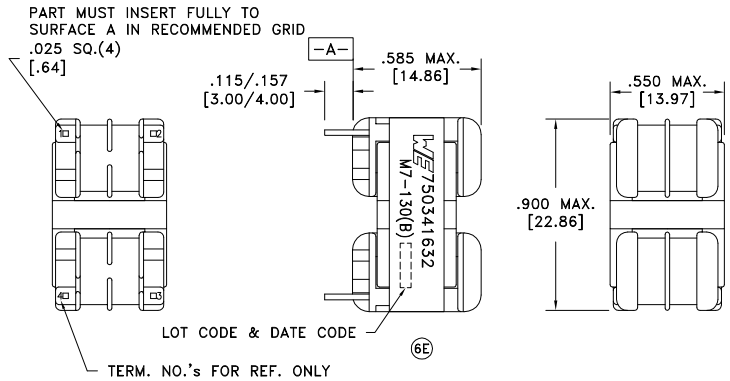 PART MUST INSERT FULLY TO
SURFACE A IN RECOMMENDED GRID
.025 SQ.(4)
[.64]
-A-
.585 MAX.
[14.86]
.115/.157
[3.00/4.00]
.550 MAX.
[13.97]
1
2
WE 750341632
M7-130(B)
.900 MAX.
[22.86]
4
3
LOT CODE & DATE CODE
6E
TERM. NO.'s FOR REF. ONLY